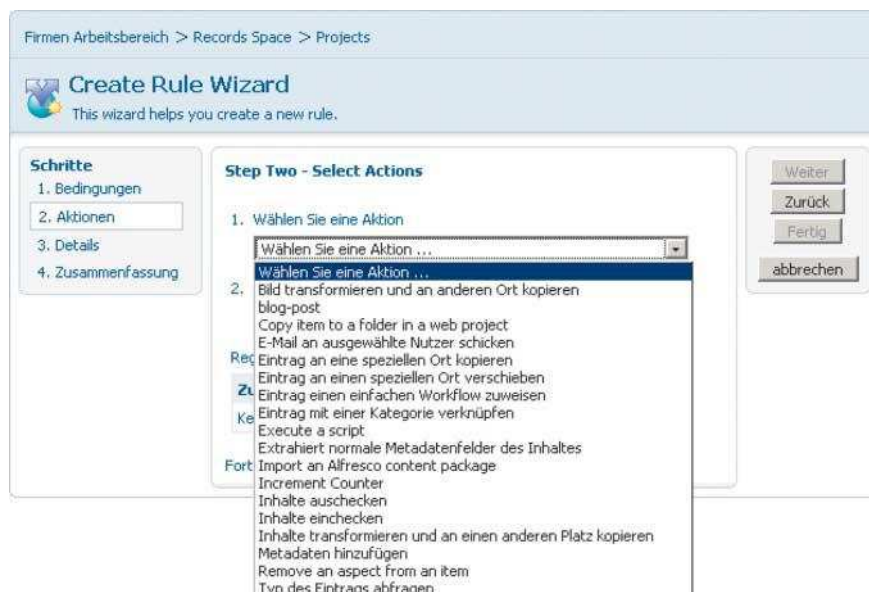 Firmen Arbeitsbereich > Records Space > Projects
Create Rule Wizard
This wizard helps you create a new rule.
Schritte
1. Bedingungen
2. Aktionen
3. Details
4. Zusammenfassung
Step Two - Select Actions
1. Wählen Sie eine Aktion
Wählen Sie eine Aktion ...
Wählen Sie eine Aktion ...
2.
Bild transformieren und an anderen Ort kopieren
blog-post
Copy item to a folder in a web project
E-Mail an ausgewählte Nutzer schicken
Eintrag an eine speziellen Ort kopieren
Eintrag an einen speziellen Ort verschieben
Eintrag einen einfachen Workflow zuweisen
Eintrag mit einer Kategorie verknüpfen
Execute a script
Extrahiert normale Metadatenfelder des Inhaltes
Import an Alfresco content package
Increment Counter
Inhalte auschecken
Inhalte einchecken
Inhalte transformieren und an einen anderen Platz kopieren
Metadaten hinzufügen
Remove an aspect from an item
Typ des Eintrags abfragen
Weiter
Zurück
Fertig
abbrechen